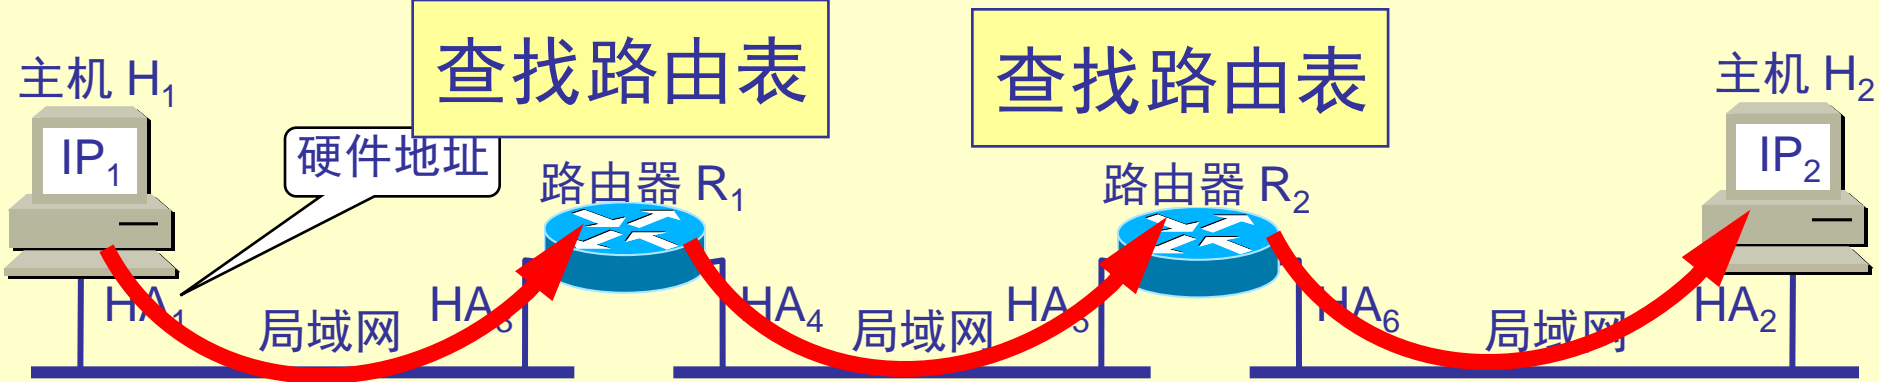 查找路由表
查找路由表
主机 H1
主机 H2
IP1
硬件地址
IP2
路由器 R1
路由器 R2
HA1
HA3
HA4
HA5
HA6
HA2
局域网
局域网
局域网